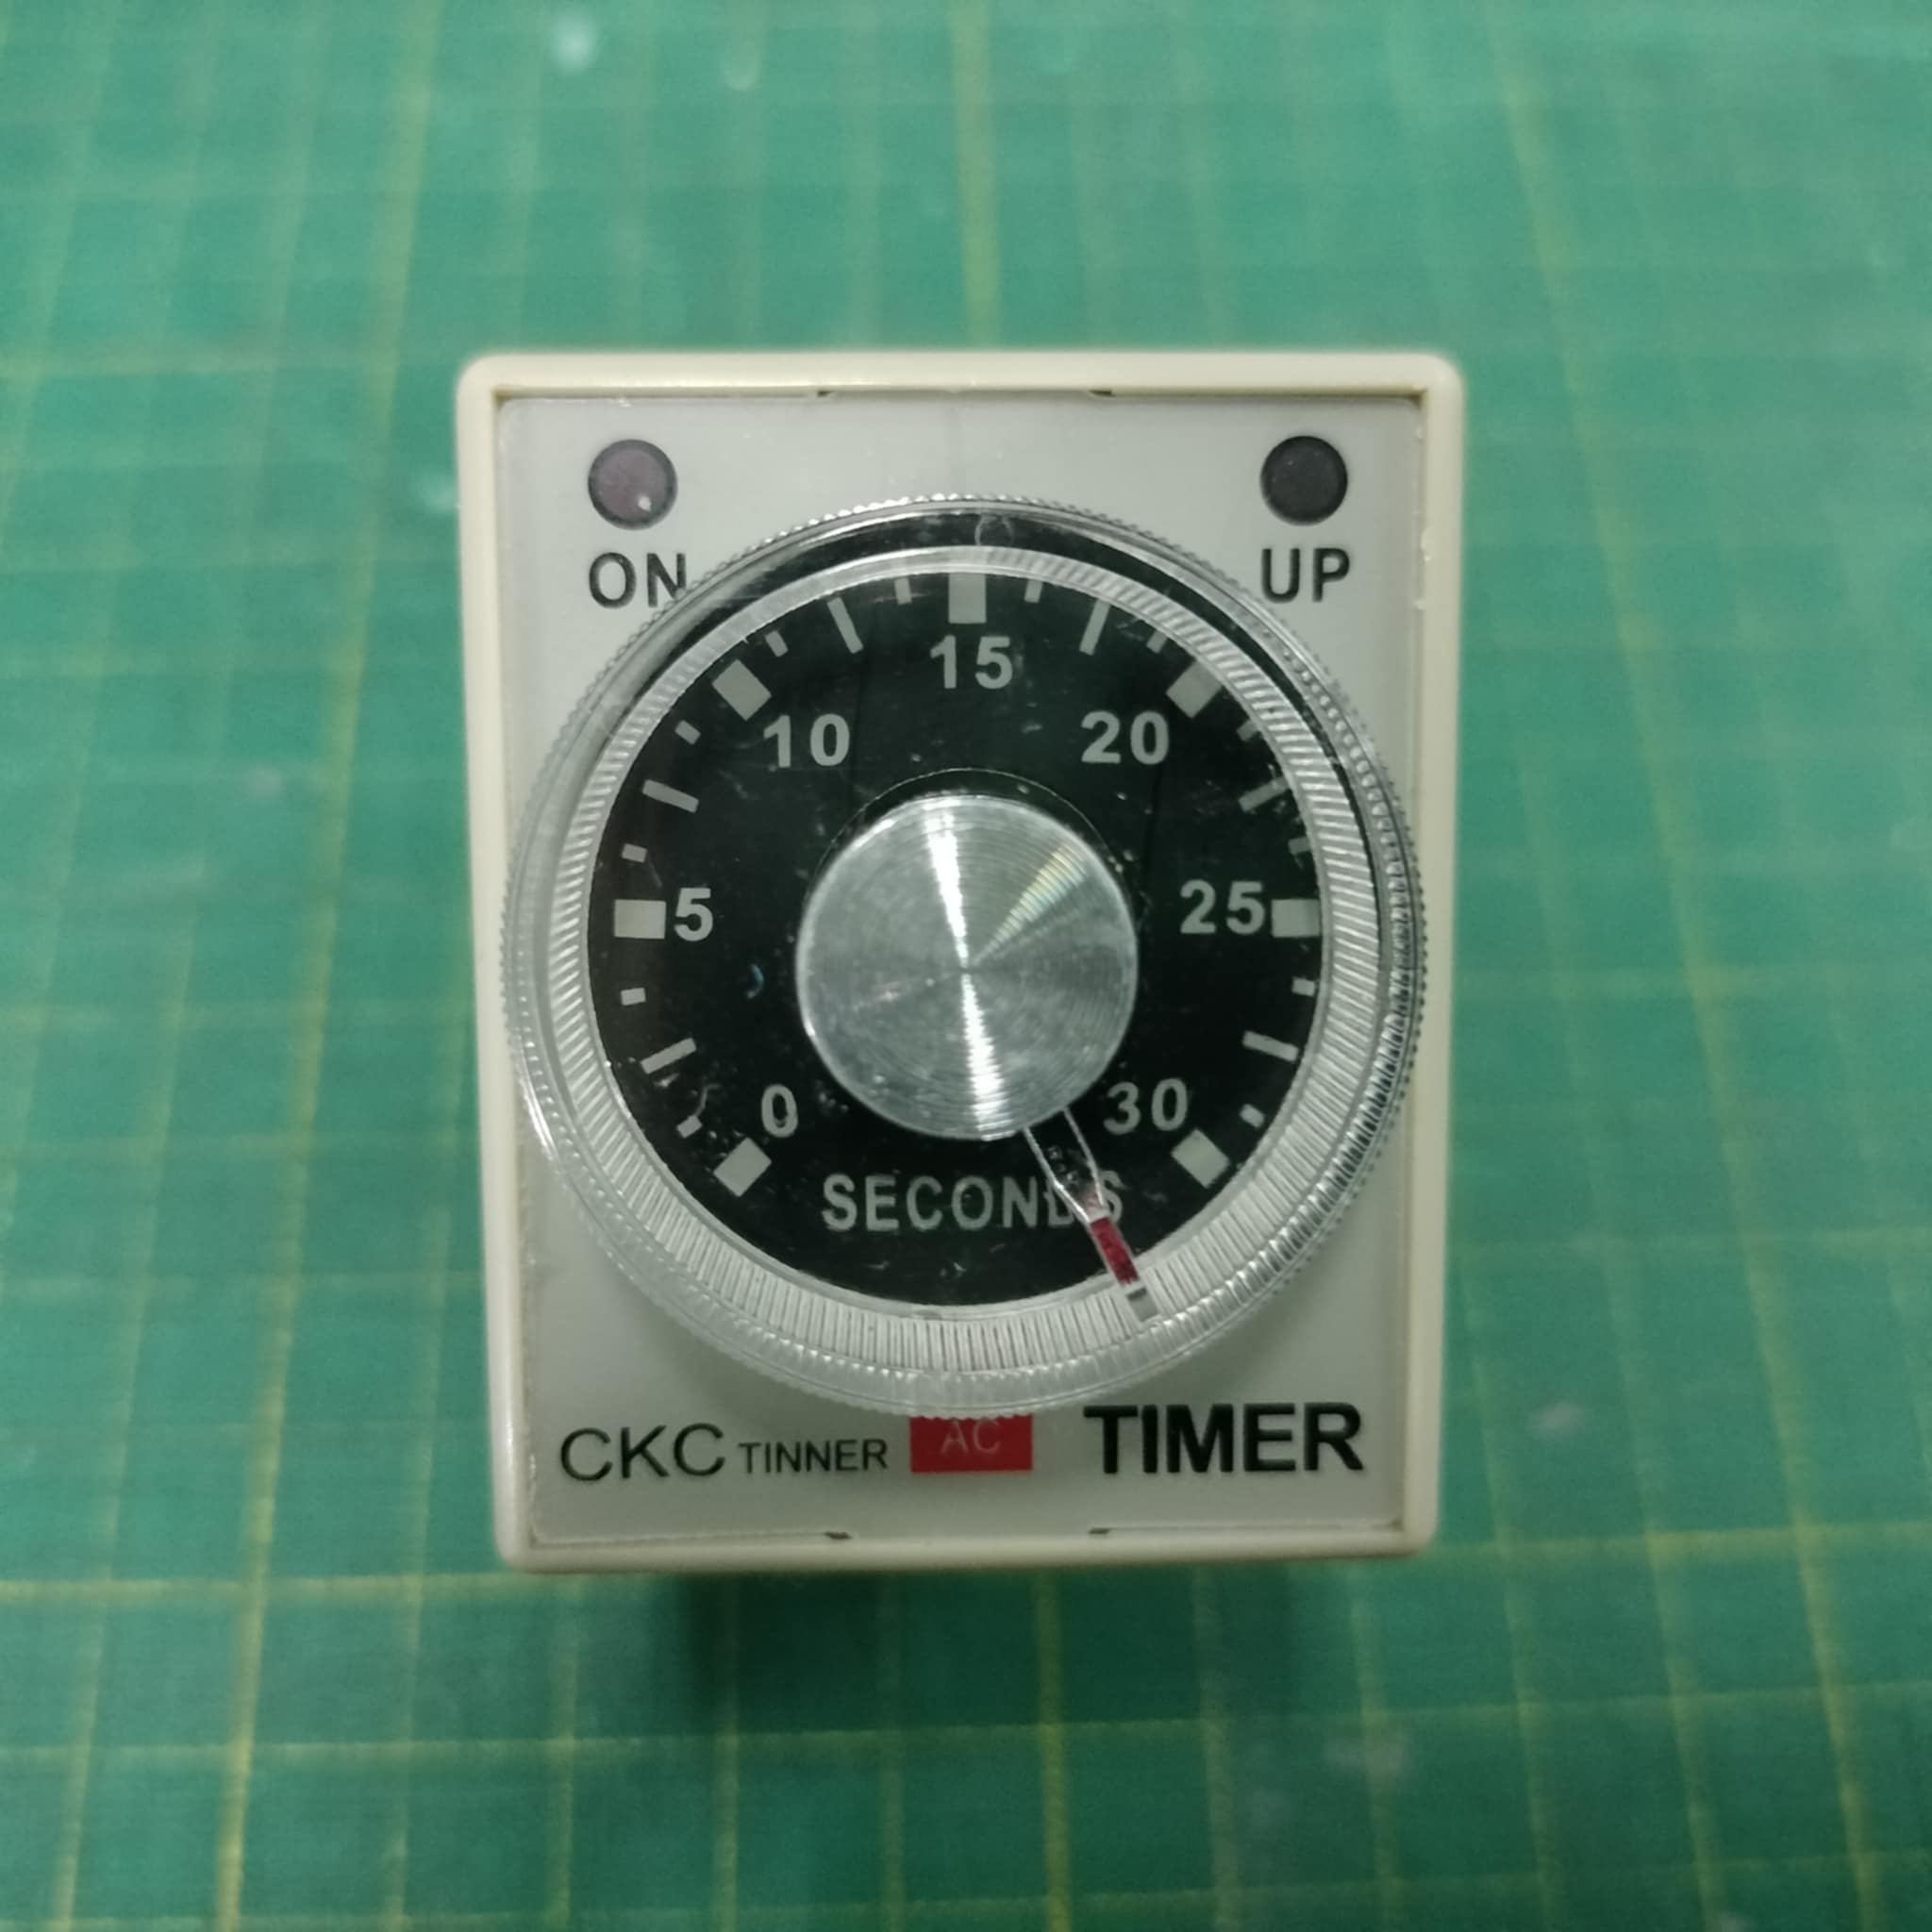 ON UP
15
10 20
5 25
0 30
SECONDS
CKC TINNER AC TIMER